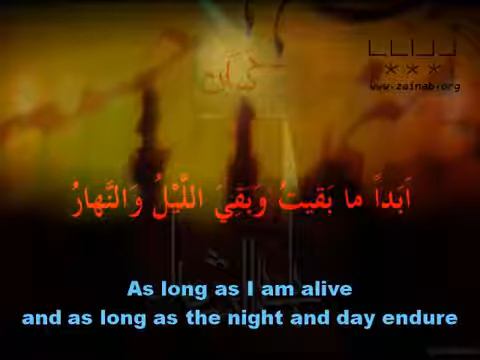 * * *
www.zainab.org
اَبَداً ما بَقيتُ وَبَقِيَ اللَّيْلُ وَالنَّهارُ
As long as I am alive
and as long as the night and day endure